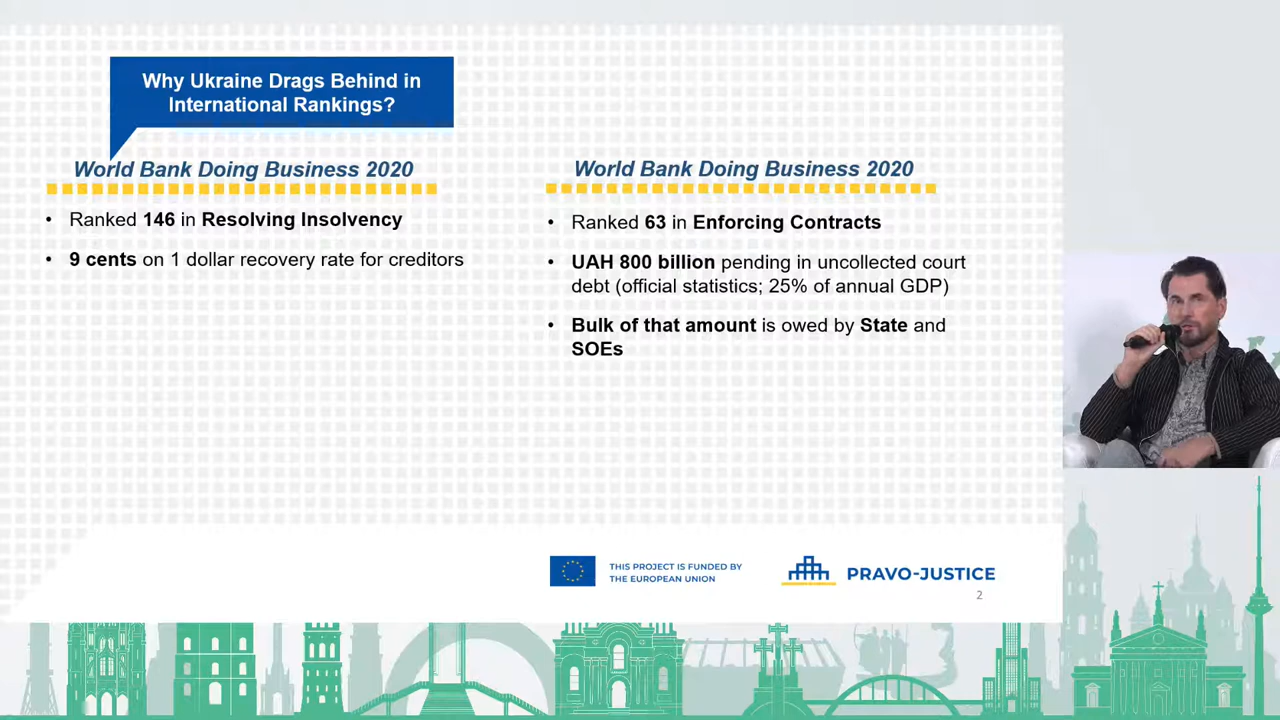 Why Ukraine Drags Behind in
International Rankings?
World Bank Doing Business 2020
• Ranked 146 in Resolving Insolvency
• 9 cents on 1 dollar recovery rate for creditors
World Bank Doing Business 2020
• Ranked 63 in Enforcing Contracts
• UAH 800 billion pending in uncollected court
debt (official statistics; 25% of annual GDP)
• Bulk of that amount is owed by State and
SOEs
THIS PROJECT IS FUNDED BY
THE EUROPEAN UNION
PRAVO-JUSTICE
2